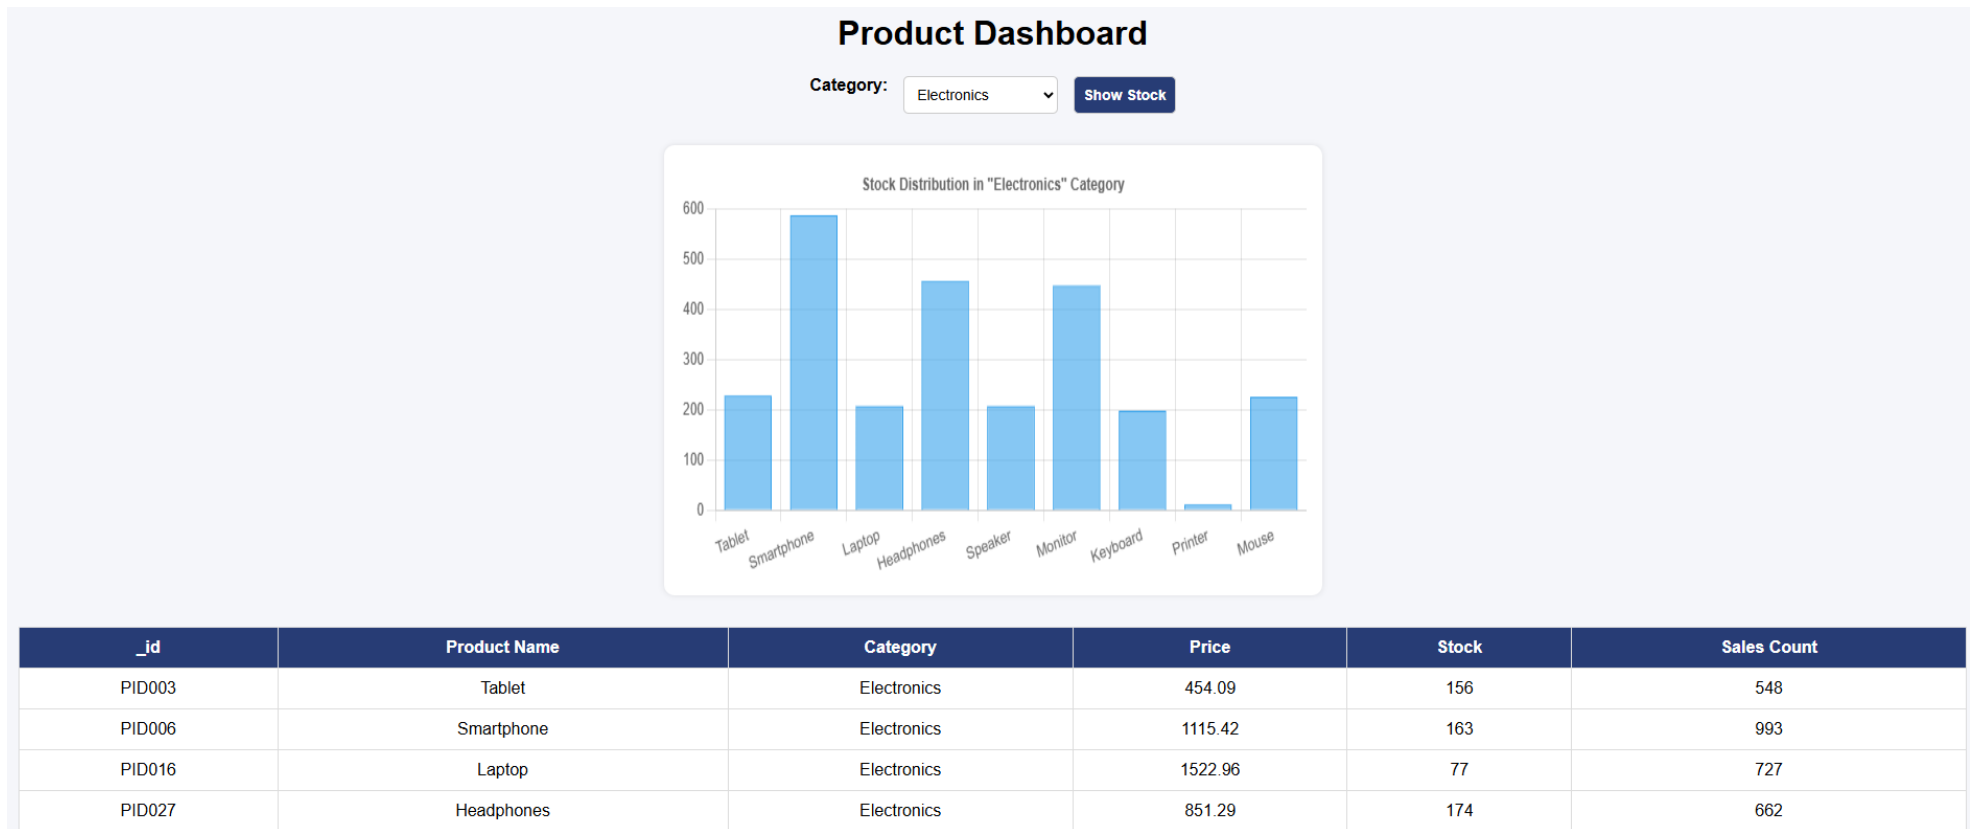 Product Dashboard
Category: Electronics Show Stock
Stock Distribution in "Electronics" Category
600
500
400
300
200
100
0
Tablet Smartphone Laptop Headphones Speaker Monitor Keyboard Printer Mouse
_id Product Name Category Price Stock Sales Count
PID003 Tablet Electronics 454.09 156 548
PID006 Smartphone Electronics 1115.42 163 993
PID016 Laptop Electronics 1522.96 77 727
PID027 Headphones Electronics 851.29 174 662